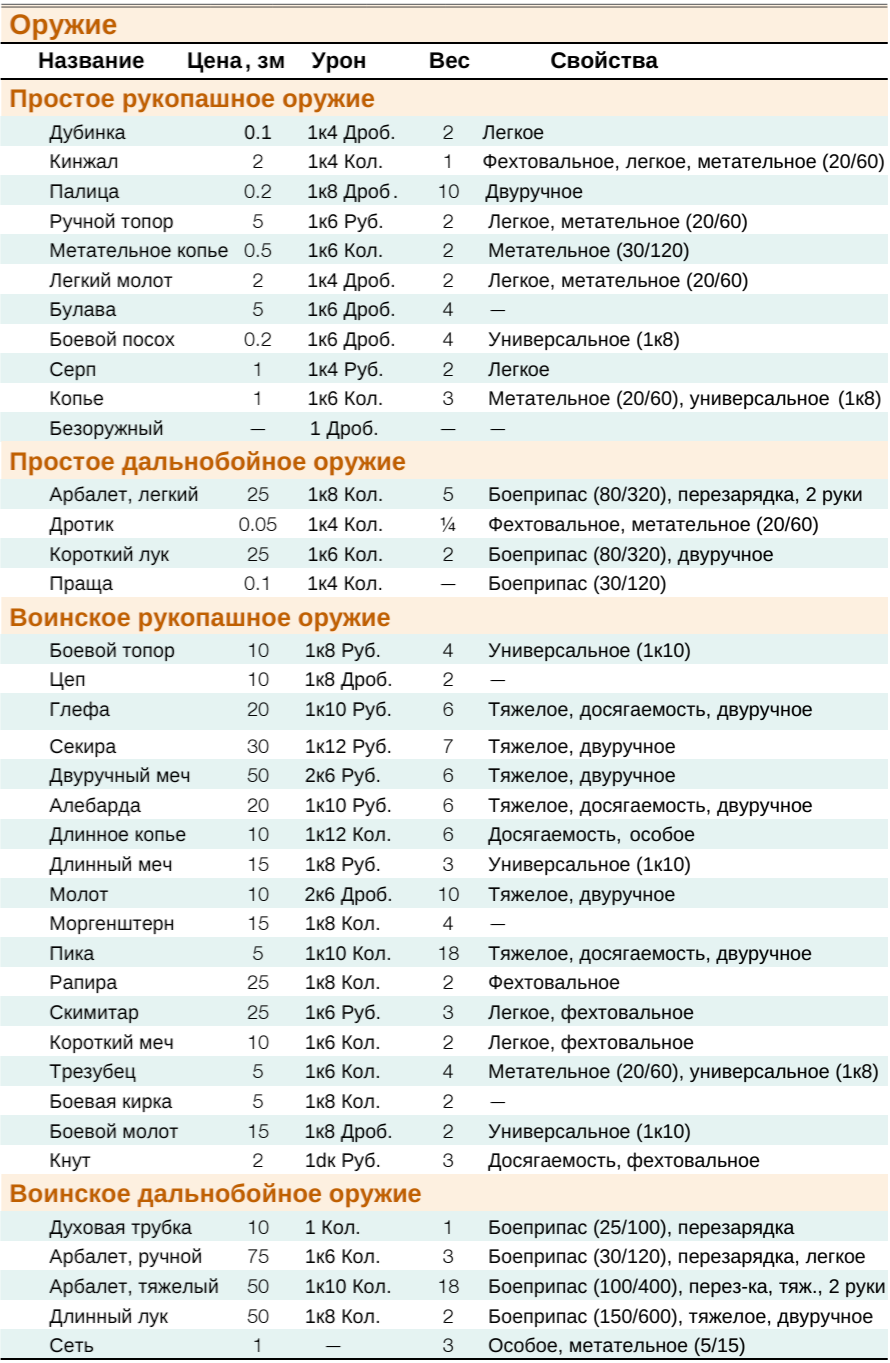 Оружие
Название Цена, зм Урон Вес Свойства
Простое рукопашное оружие
Дубинка 0.1 1к4 Дроб. 2 Легкое
Кинжал 2 1к4 Кол. 1 Фехтовальное, легкое, метательное (20/60)
Палица 0.2 1к8 Дроб. 10 Двуручное
Ручной топор 5 1к6 Руб. 2 Легкое, метательное (20/60)
Метательное копье 0.5 1к6 Кол. 2 Метательное (30/120)
Легкий молот 2 1к4 Дроб. 2 Легкое, метательное (20/60)
Булава 5 1к6 Дроб. 4 —
Боевой посох 0.2 1к6 Дроб. 4 Универсальное (1к8)
Серп 1 1к4 Руб. 2 Легкое
Копье 1 1к6 Кол. 3 Метательное (20/60), универсальное (1к8)
Безоружный — 1 Дроб. — —
Простое дальнобойное оружие
Арбалет, легкий 25 1к8 Кол. 5 Боеприпас (80/320), перезарядка, 2 руки
Дротик 0.05 1к4 Кол. ¼ Фехтовальное, метательное (20/60)
Короткий лук 25 1к6 Кол. 2 Боеприпас (80/320), двуручное
Праща 0.1 1к4 Кол. — Боеприпас (30/120)
Воинское рукопашное оружие
Боевой топор 10 1к8 Руб. 4 Универсальное (1к10)
Цеп 10 1к8 Дроб. 2 —
Глефа 20 1к10 Руб. 6 Тяжелое, досягаемость, двуручное
Секира 30 1к12 Руб. 7 Тяжелое, двуручное
Двуручный меч 50 2к6 Руб. 6 Тяжелое, двуручное
Алебарда 20 1к10 Руб. 6 Тяжелое, досягаемость, двуручное
Длинное копье 10 1к12 Кол. 6 Досягаемость, особое
Длинный меч 15 1к8 Руб. 3 Универсальное (1к10)
Молот 10 2к6 Дроб. 10 Тяжелое, двуручное
Моргенштерн 15 1к8 Кол. 4 —
Пика 5 1к10 Кол. 18 Тяжелое, досягаемость, двуручное
Рапира 25 1к8 Кол. 2 Фехтовальное
Скимитар 25 1к6 Руб. 3 Легкое, фехтовальное
Короткий меч 10 1к6 Кол. 2 Легкое, фехтовальное
Трезубец 5 1к6 Кол. 4 Метательное (20/60), универсальное (1к8)
Боевая кирка 5 1к8 Кол. 2 —
Боевой молот 15 1к8 Дроб. 2 Универсальное (1к10)
Кнут 2 1dк Руб. 3 Досягаемость, фехтовальное
Воинское дальнобойное оружие
Духовая трубка 10 1 Кол. 1 Боеприпас (25/100), перезарядка
Арбалет, ручной 75 1к6 Кол. 3 Боеприпас (30/120), перезарядка, легкое
Арбалет, тяжелый 50 1к10 Кол. 18 Боеприпас (100/400), перез-ка, тяж., 2 руки
Длинный лук 50 1к8 Кол. 2 Боеприпас (150/600), тяжелое, двуручное
Сеть 1 — 3 Особое, метательное (5/15)